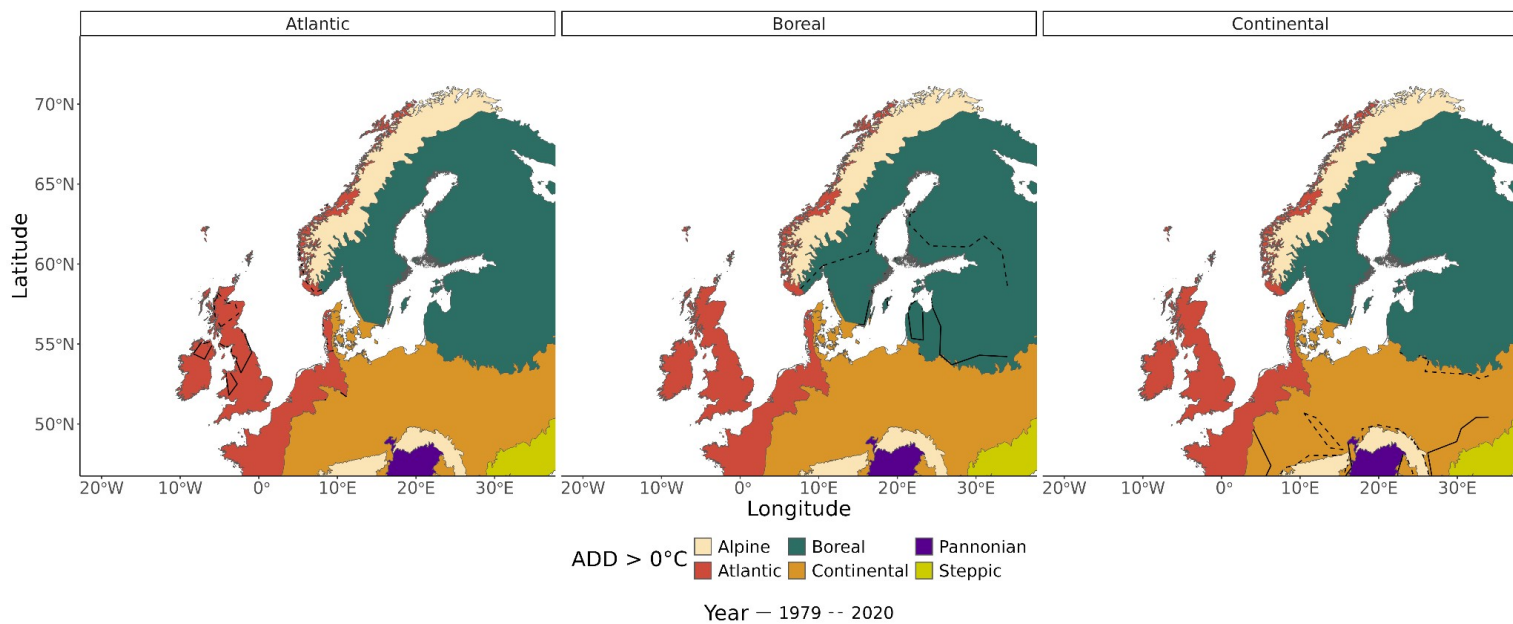 Atlantic Boreal Continental
70°N
65°N
60°N
55°N
50°N
Latitude
20°W 10°W 0° 10°E 20°E 30°E 20°W 10°W 0° 10°E 20°E 30°E 20°W 10°W 0° 10°E 20°E 30°E
Longitude
ADD > 0°C
Alpine Boreal Pannonian
Atlantic Continental Steppic
Year 1979 2020